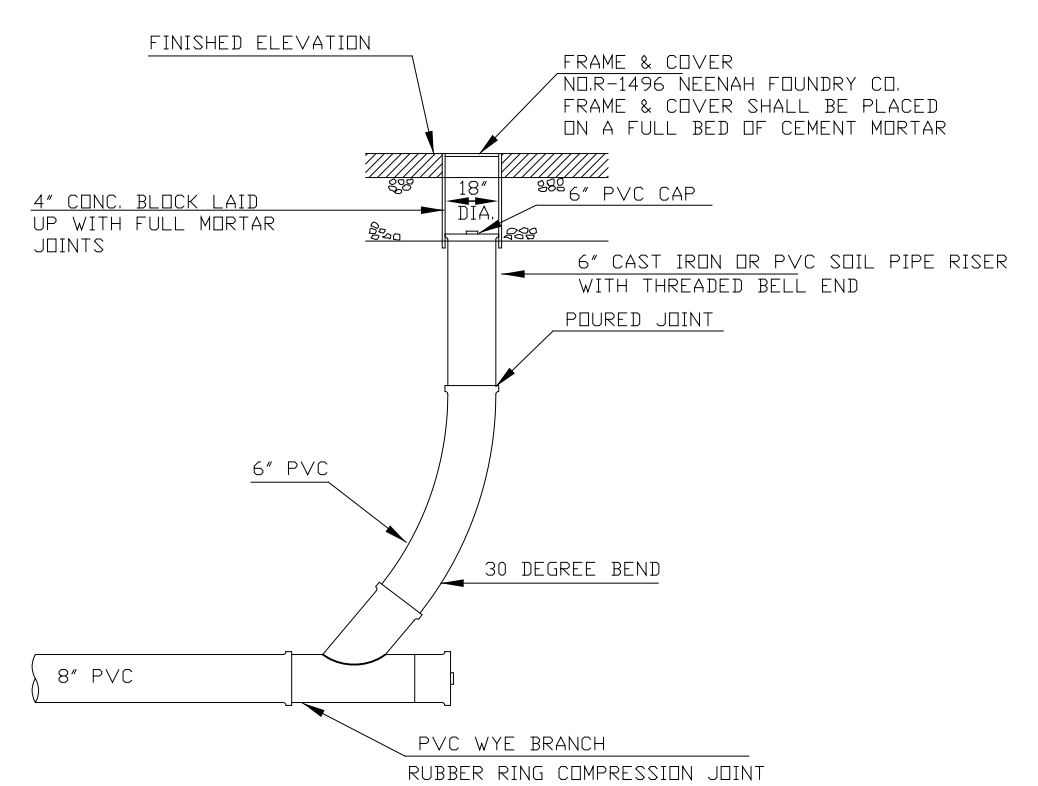 FINISHED ELEVATION
FRAME & COVER
NO.R-1496 NEENAH FOUNDRY CO.
FRAME & COVER SHALL BE PLACED
ON A FULL BED OF CEMENT MORTAR
4" CONC. BLOCK LAID
UP WITH FULL MORTAR
JOINTS
18"
DIA.
6" PVC CAP
6" CAST IRON OR PVC SOIL PIPE RISER
WITH THREADED BELL END
POURED JOINT
6" PVC
30 DEGREE BEND
8" PVC
PVC WYE BRANCH
RUBBER RING COMPRESSION JOINT